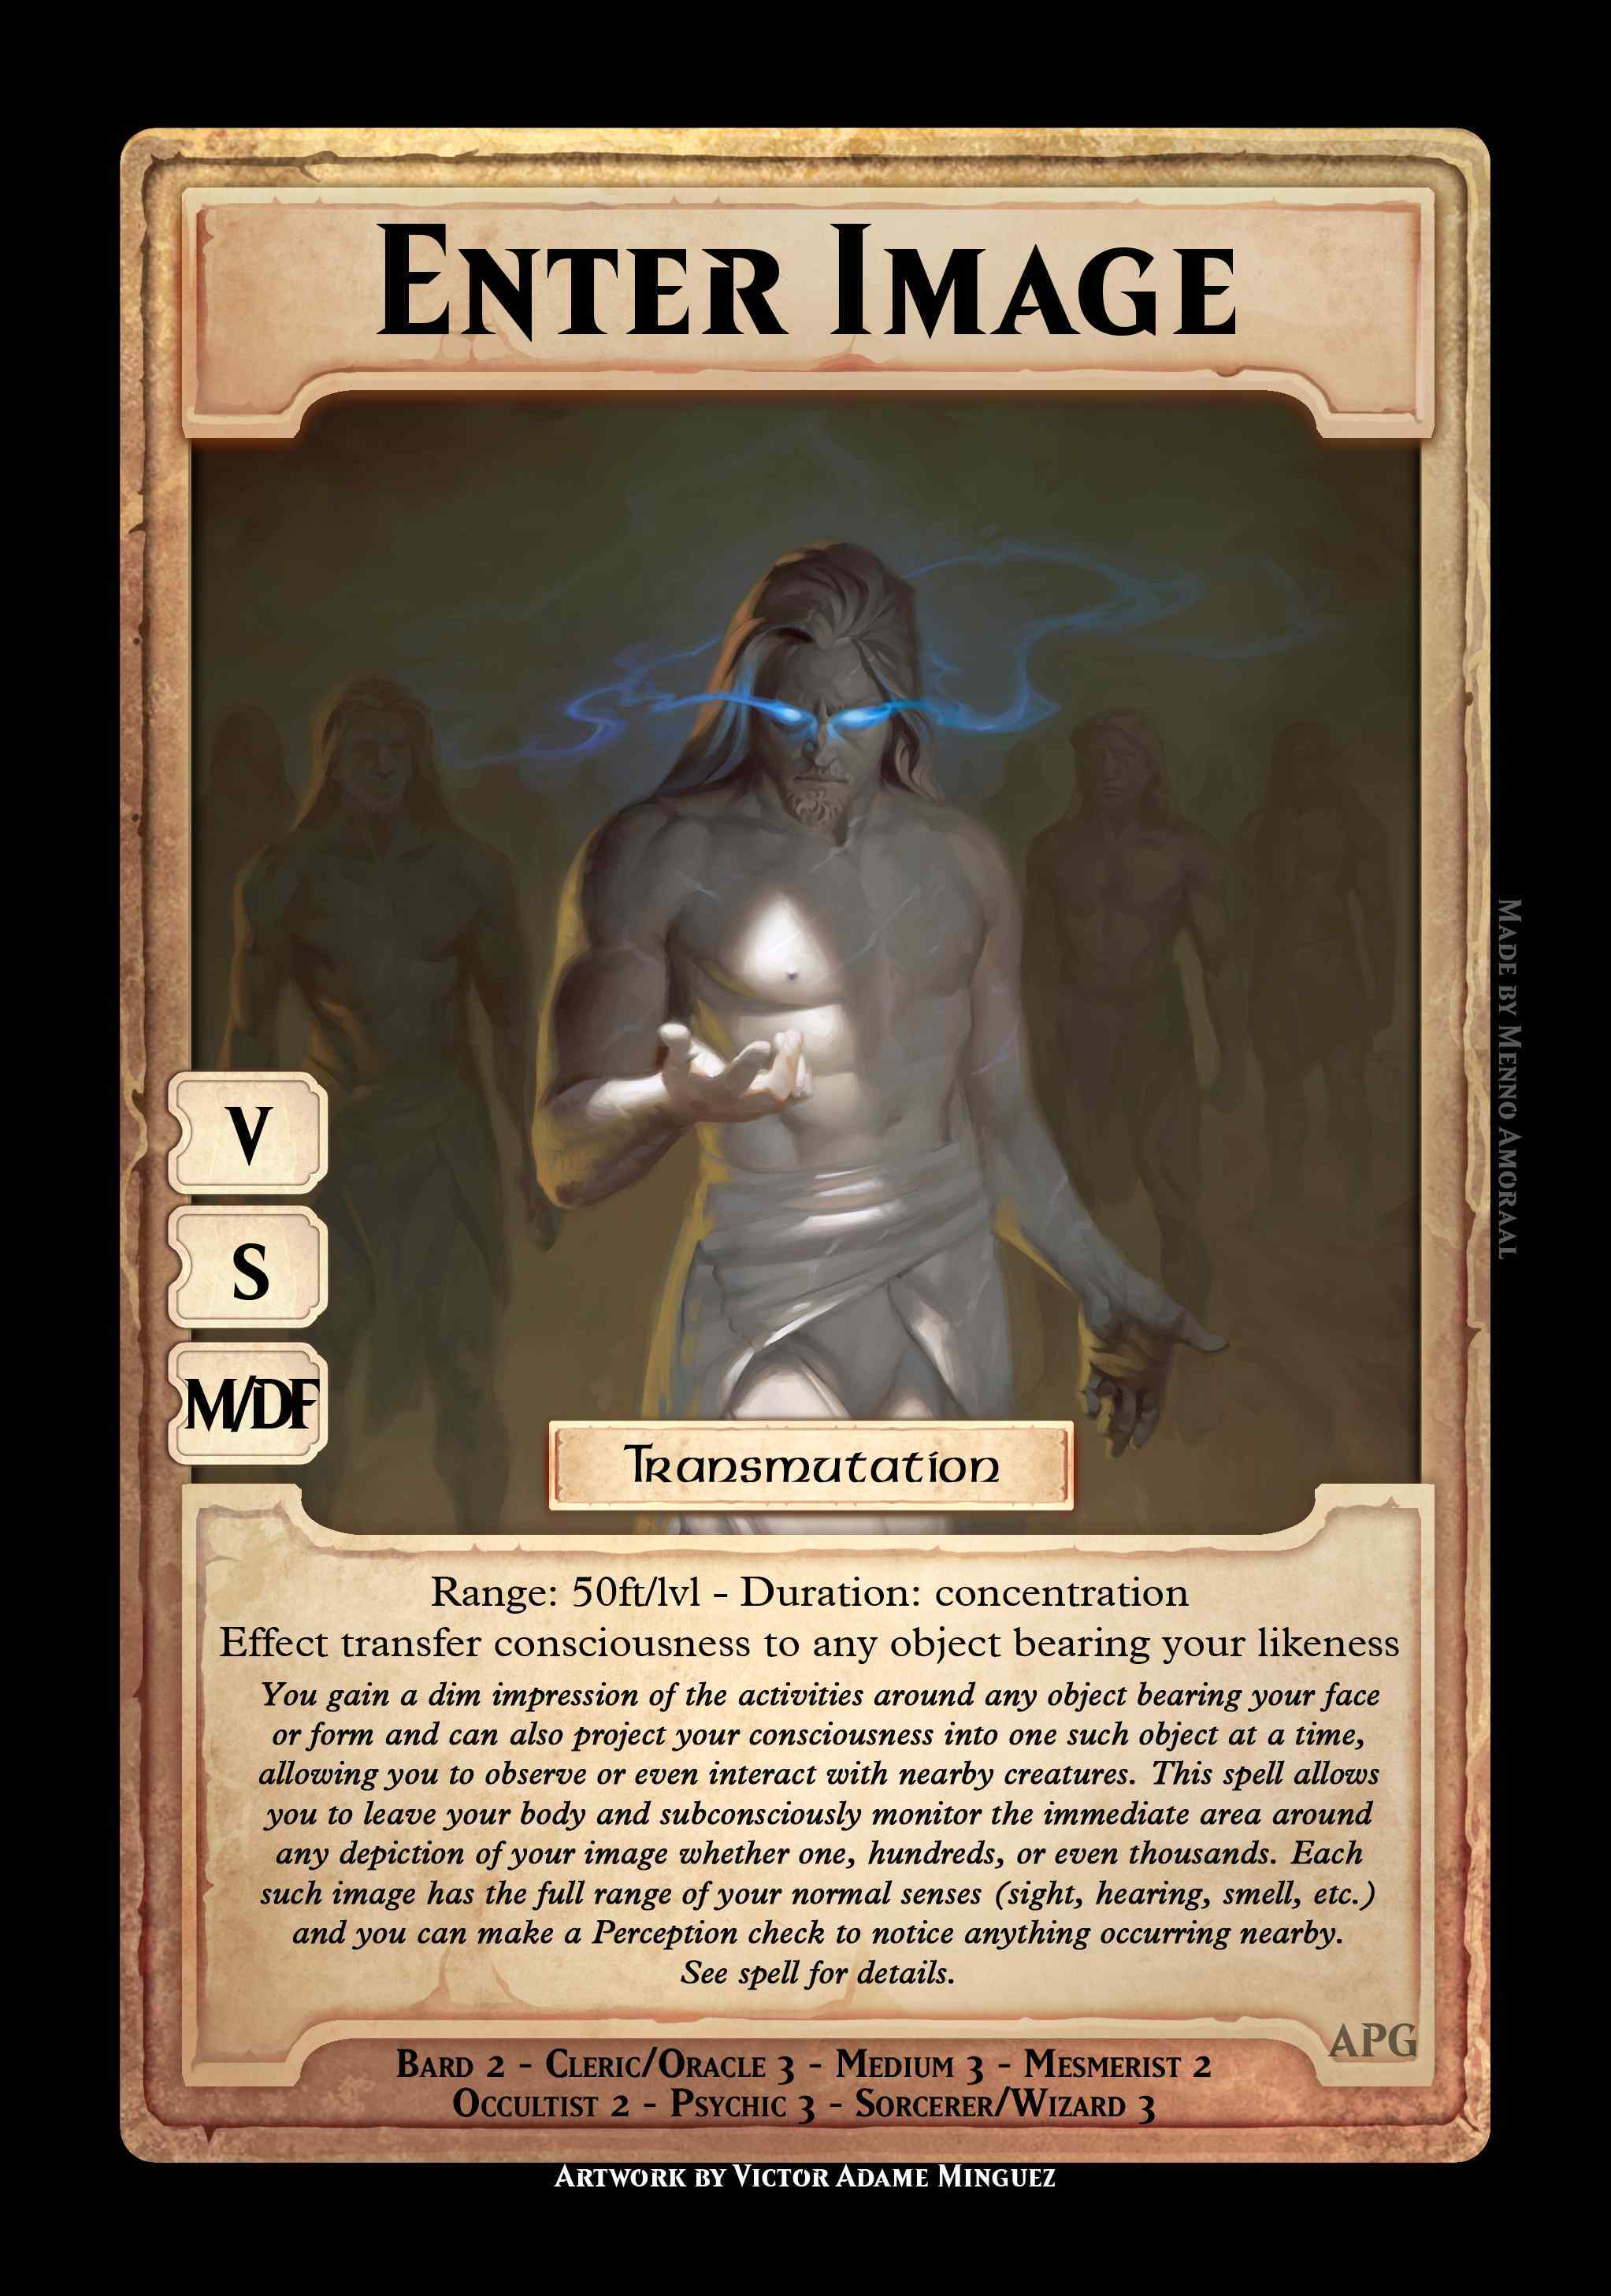 Enter Image
V
S
M/DF
Transmutation
Range: 50ft/lvl - Duration: concentration
Effect transfer consciousness to any object bearing your likeness
You gain a dim impression of the activities around any object bearing your face
or form and can also project your consciousness into one such object at a time,
allowing you to observe or even interact with nearby creatures. This spell allows
you to leave your body and subconsciously monitor the immediate area around
any depiction of your image whether one, hundreds, or even thousands. Each
such image has the full range of your normal senses (sight, hearing, smell, etc.)
and you can make a Perception check to notice anything occurring nearby.
See spell for details.
APG
Bard 2 - Cleric/Oracle 3 - Medium 3 - Mesmerist 2
Occultist 2 - Psychic 3 - Sorcerer/Wizard 3
Artwork by Victor Adame Minguez
Made by Menno Amoraal